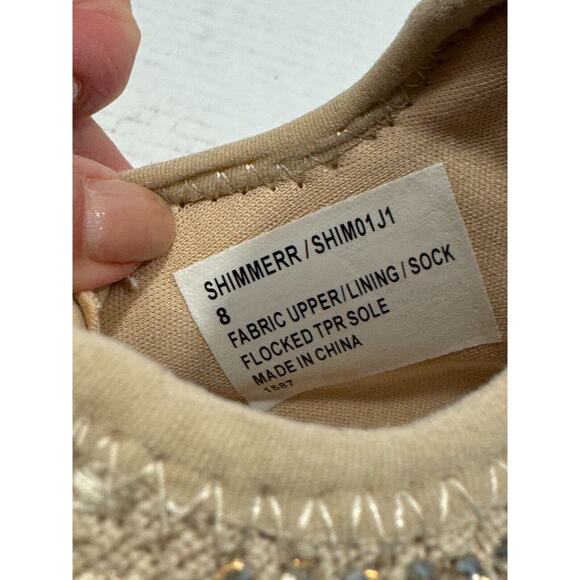 SHIMMERR / SHIM01J1
8
FABRIC UPPER / LINING / SOCK
FLOCKED TPR SOLE
MADE IN CHINA
1587